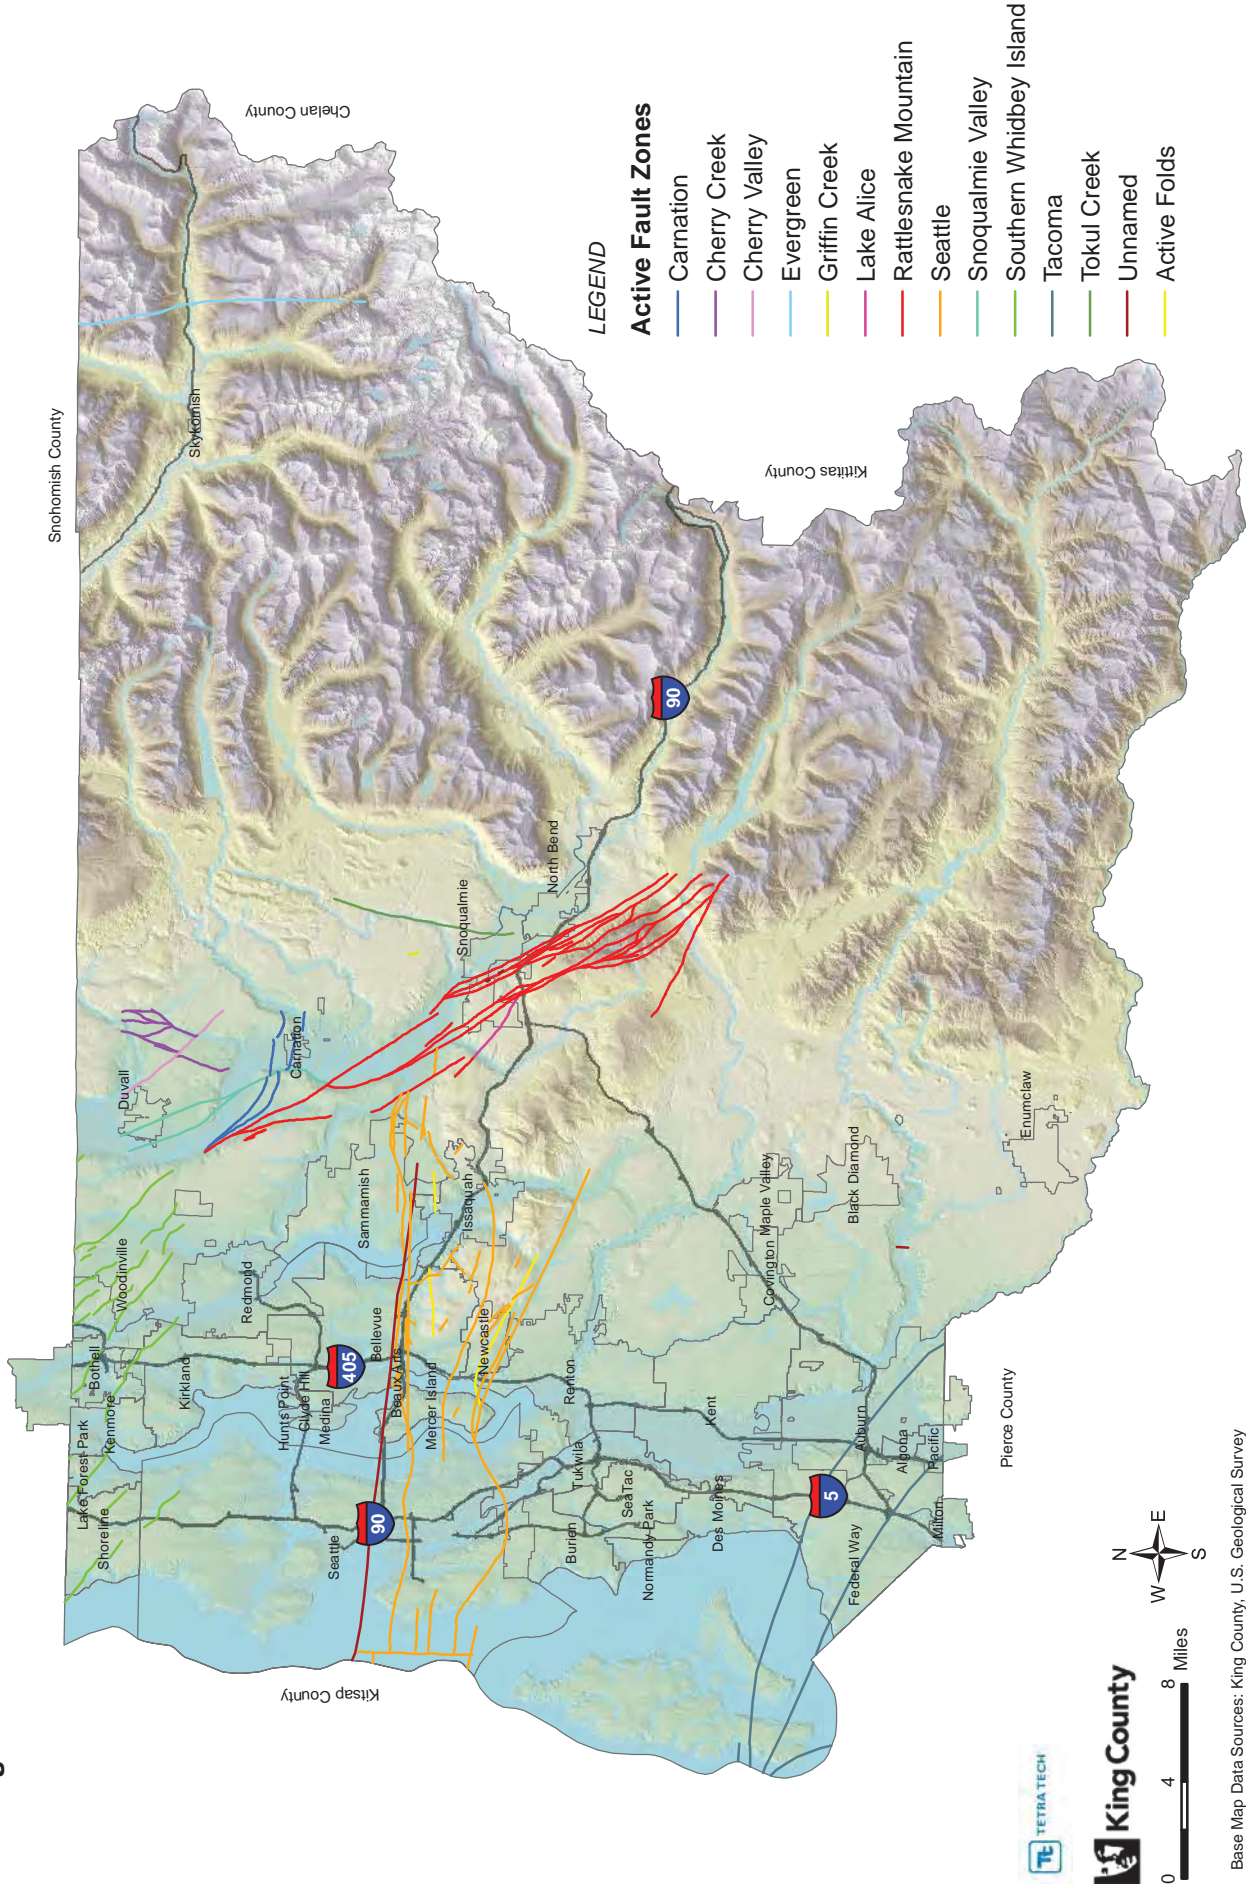 Snohomish County
Chelan County
Kittitas County
Pierce County
Kitsap County
Skykomish
Duvall
Carnation
Snoqualmie
North Bend
Woodinville
Bothell
Kenmore
Lake Forest Park
Shoreline
Kirkland
Redmond
Sammamish
Hunts Point
Clyde Hill
Medina
Bellevue
Beaux Arts
Mercer Island
Issaquah
Newcastle
Seattle
Renton
Tukwila
SeaTac
Burien
Normandy Park
Des Moines
Kent
Covington
Maple Valley
Black Diamond
Enumclaw
Auburn
Algona
Pacific
Milton
Federal Way
90
405
90
5
LEGEND
Active Fault Zones
Carnation
Cherry Creek
Cherry Valley
Evergreen
Griffin Creek
Lake Alice
Rattlesnake Mountain
Seattle
Snoqualmie Valley
Southern Whidbey Island
Tacoma
Tokul Creek
Unnamed
Active Folds
N
W
E
S
Tt TETRA TECH
King County
0 4 8
Miles
Base Map Data Sources: King County, U.S. Geological Survey